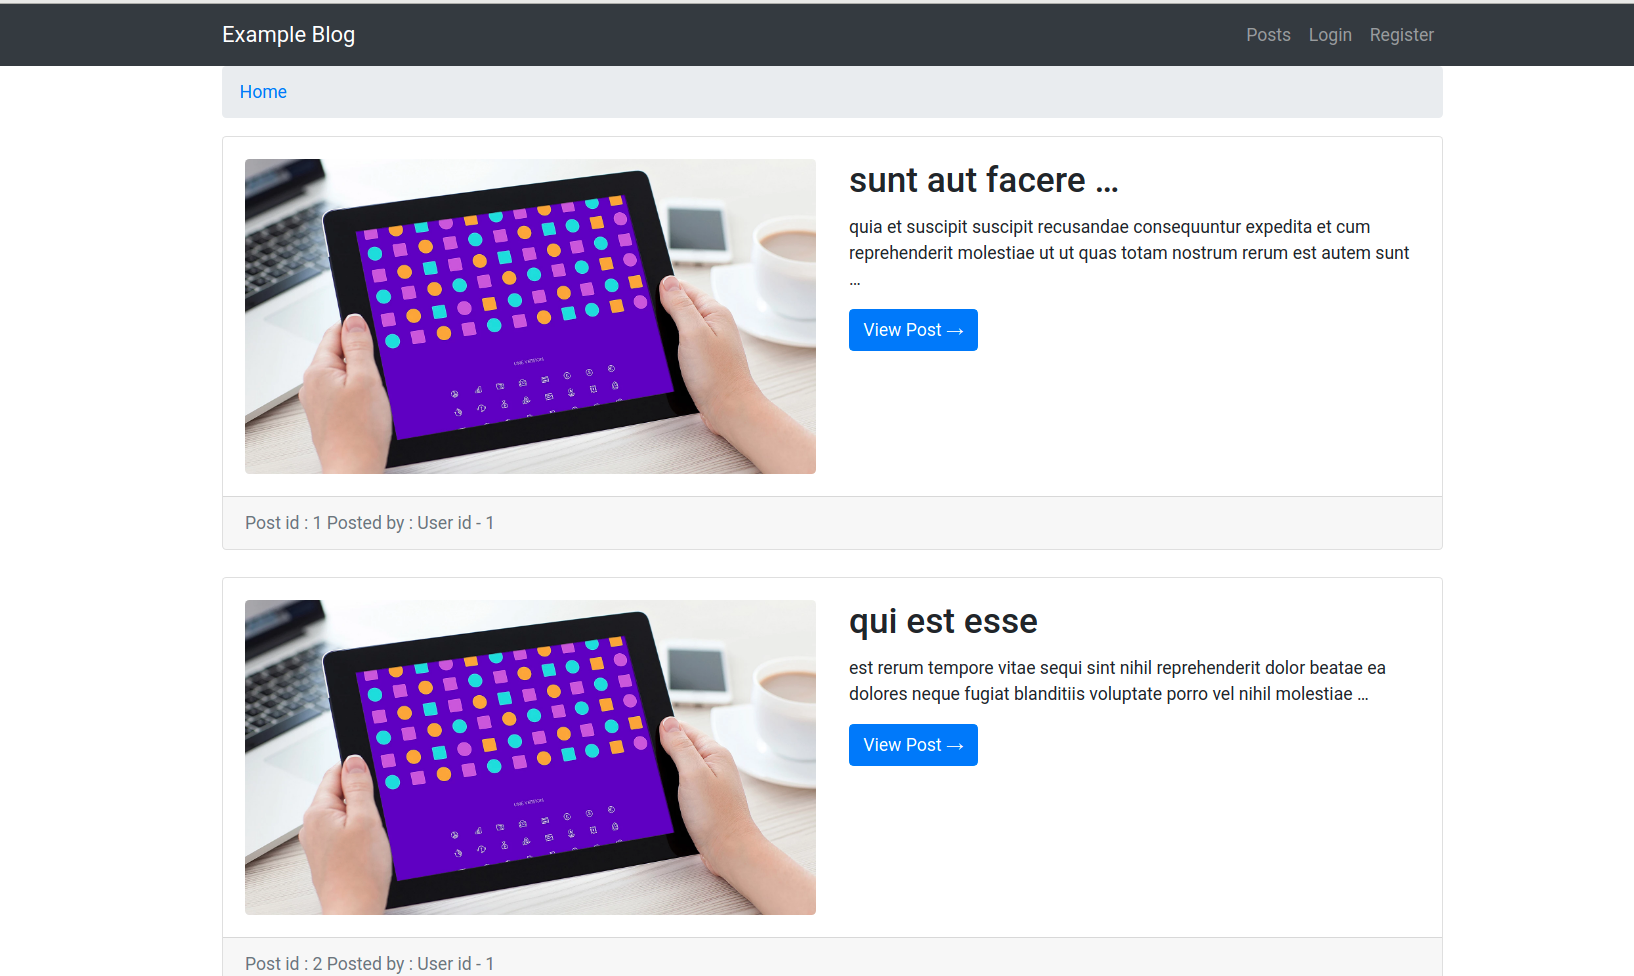 Example Blog
Posts Login Register
Home
sunt aut facere ...
quia et suscipit suscipit recusandae consequuntur expedita et cum
reprehenderit molestiae ut ut quas totam nostrum rerum est autem sunt
...
View Post →
Post id : 1 Posted by : User id - 1
qui est esse
est rerum tempore vitae sequi sint nihil reprehenderit dolor beatae ea
dolores neque fugiat blanditiis voluptate porro vel nihil molestiae ...
View Post →
Post id : 2 Posted by : User id - 1